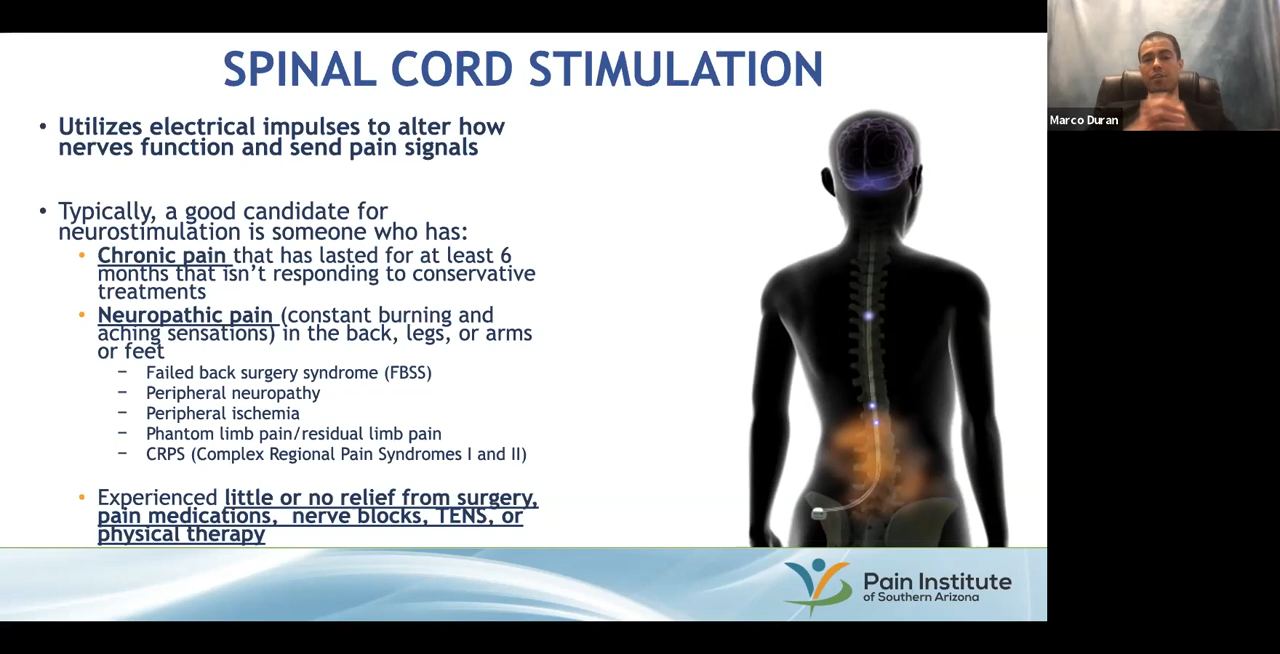 SPINAL CORD STIMULATION
• Utilizes electrical impulses to alter how
nerves function and send pain signals
• Typically, a good candidate for
neurostimulation is someone who has:
• Chronic pain that has lasted for at least 6
months that isn't responding to conservative
treatments
• Neuropathic pain (constant burning and
aching sensations) in the back, legs, or arms
or feet
– Failed back surgery syndrome (FBSS)
– Peripheral neuropathy
– Peripheral ischemia
– Phantom limb pain/residual limb pain
– CRPS (Complex Regional Pain Syndromes I and II)
• Experienced little or no relief from surgery,
pain medications,  nerve blocks, TENS, or
physical therapy
Pain Institute
of Southern Arizona
Marco Duran